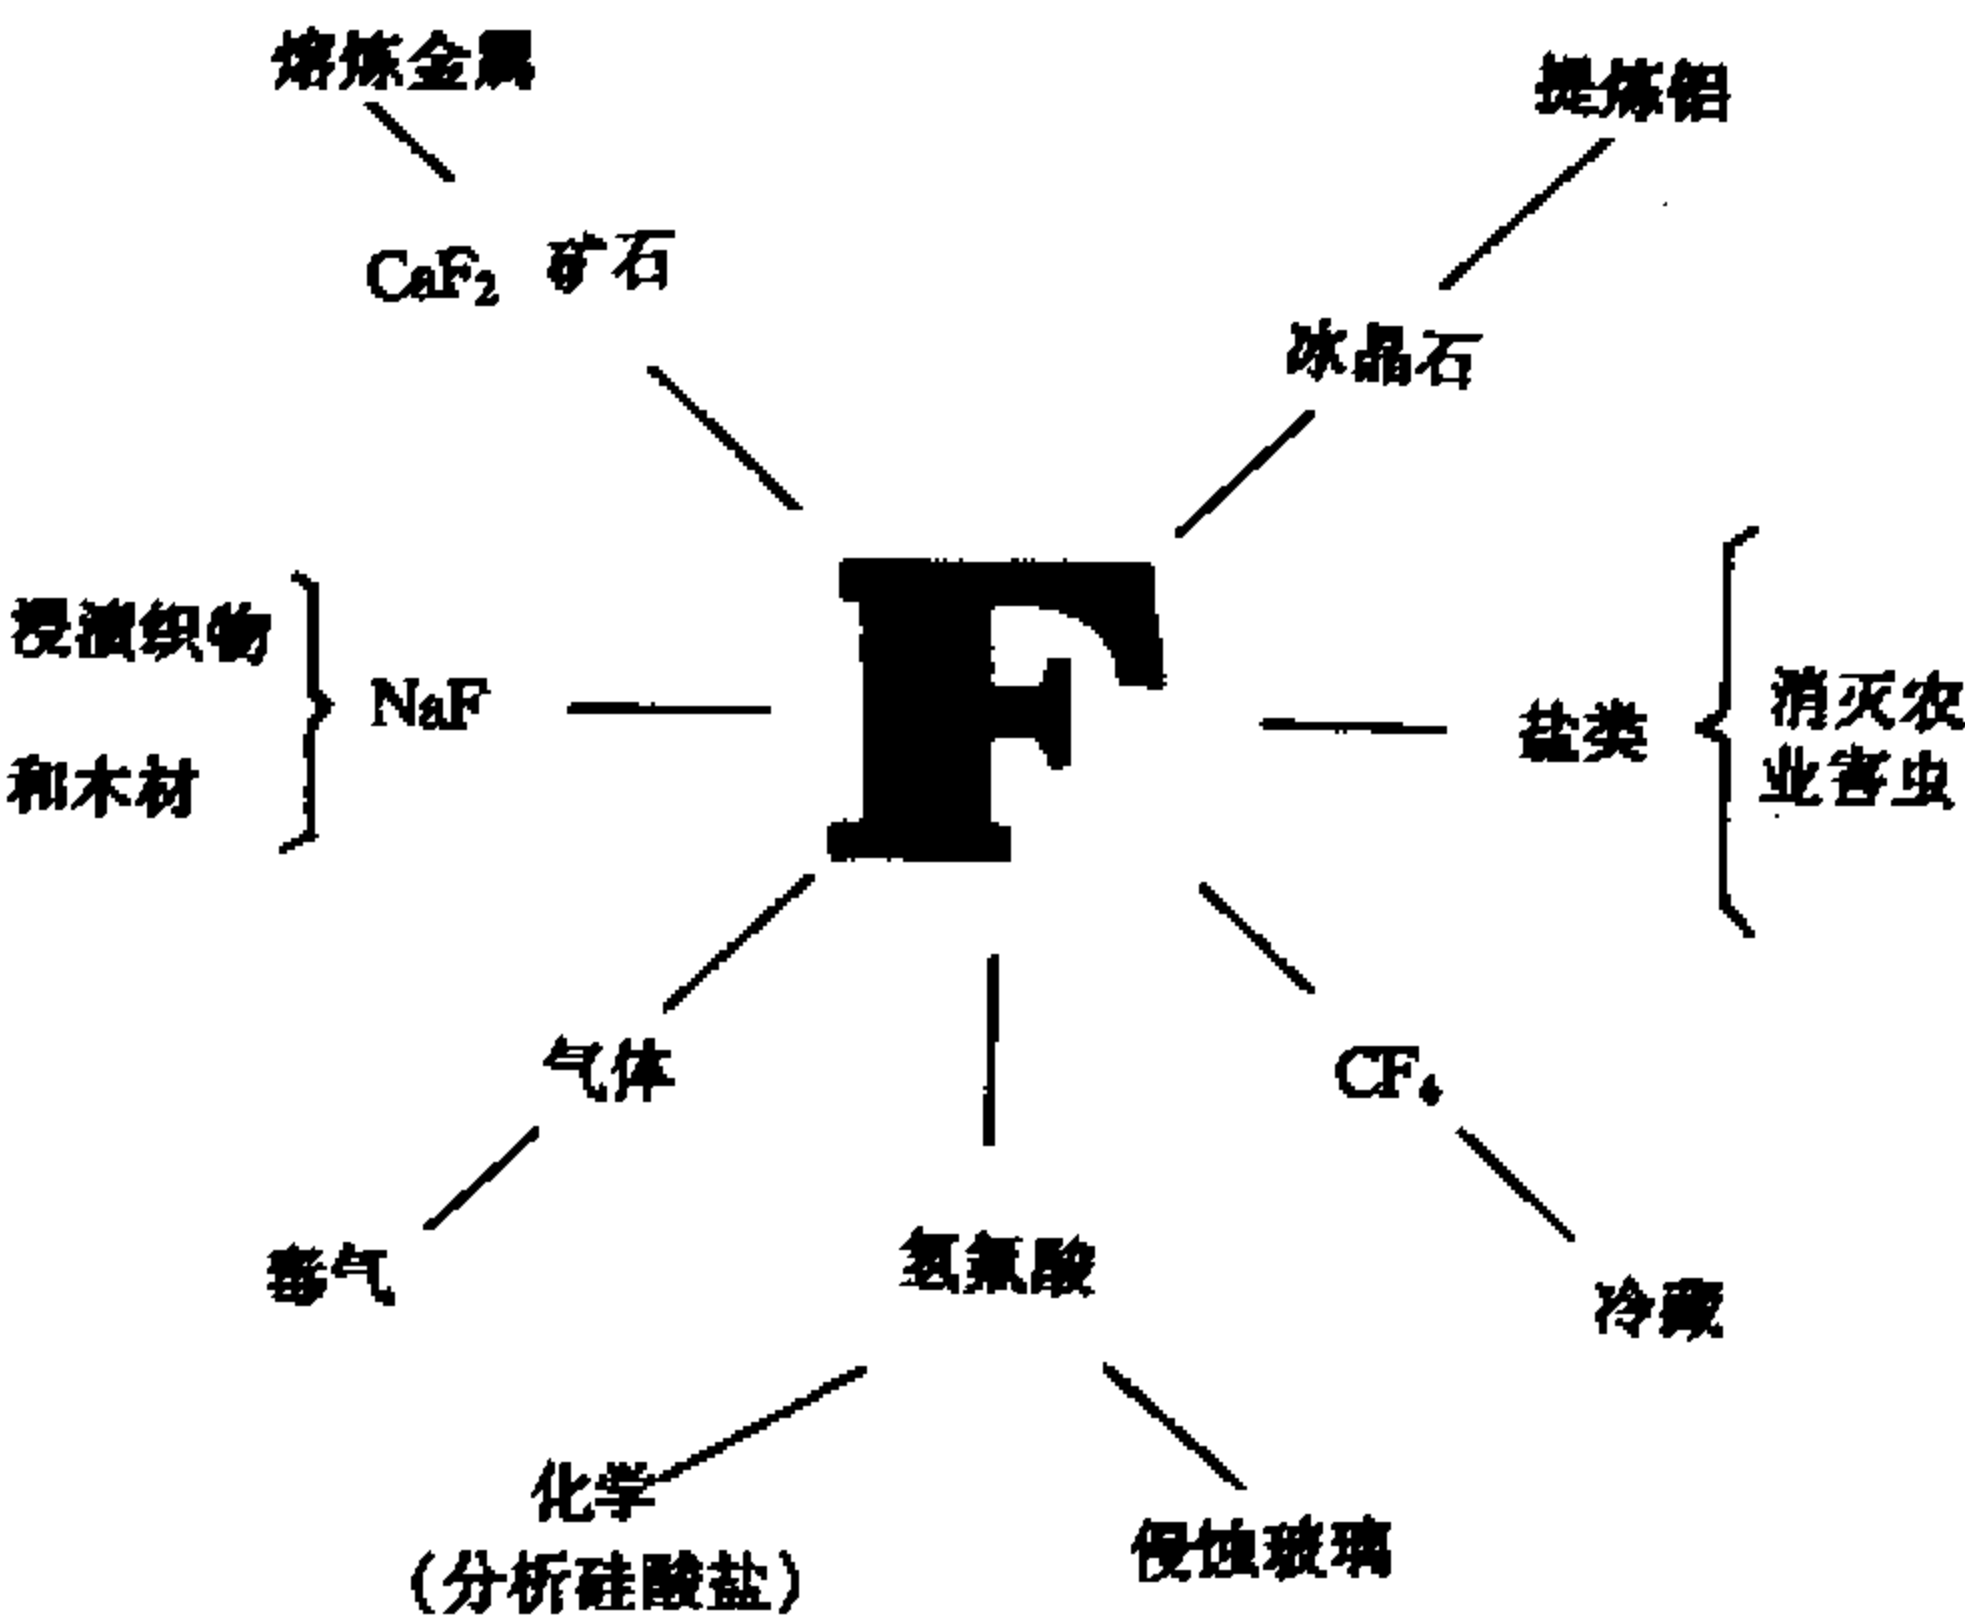 熔炼金属
提炼铝
CaF₂ 矿石
冰晶石
浸渍织物
和木材
NaF
F
盐类
消灭农
业害虫
气体
CF₄
毒气
氢氟酸
冷藏
化学
(分析硅酸盐)
侵蚀玻璃